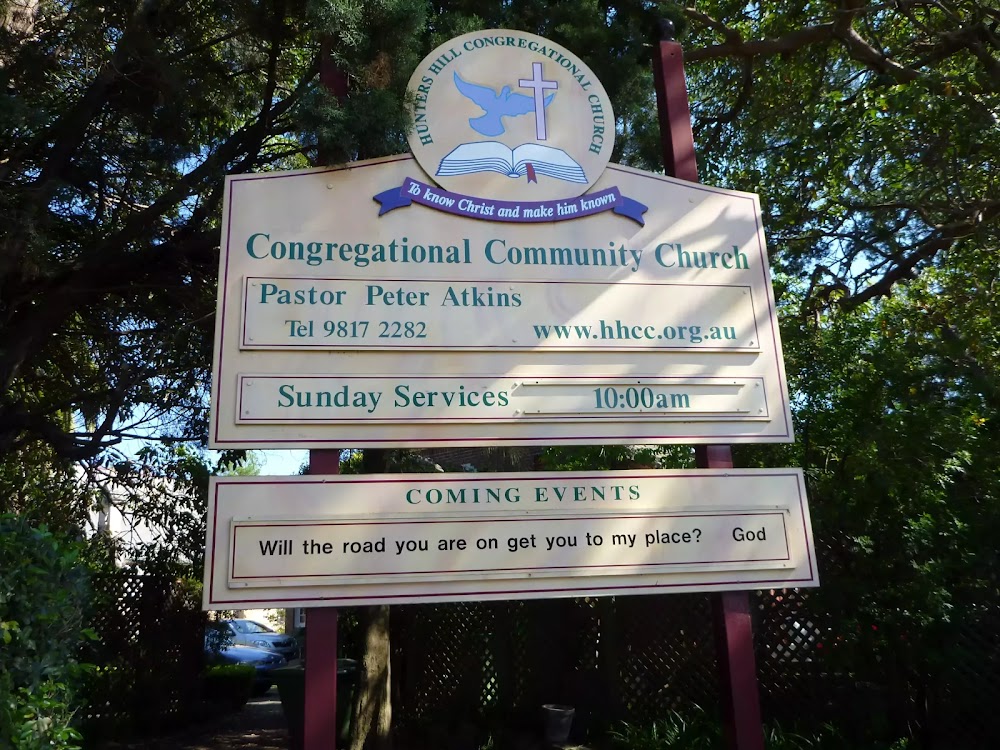 HUNTERS HILL CONGREGATIONAL CHURCH
To know Christ and make him known
Congregational Community Church
Pastor Peter Atkins
Tel 9817 2282 www.hhcc.org.au
Sunday Services 10:00am
COMING EVENTS
Will the road you are on get you to my place? God